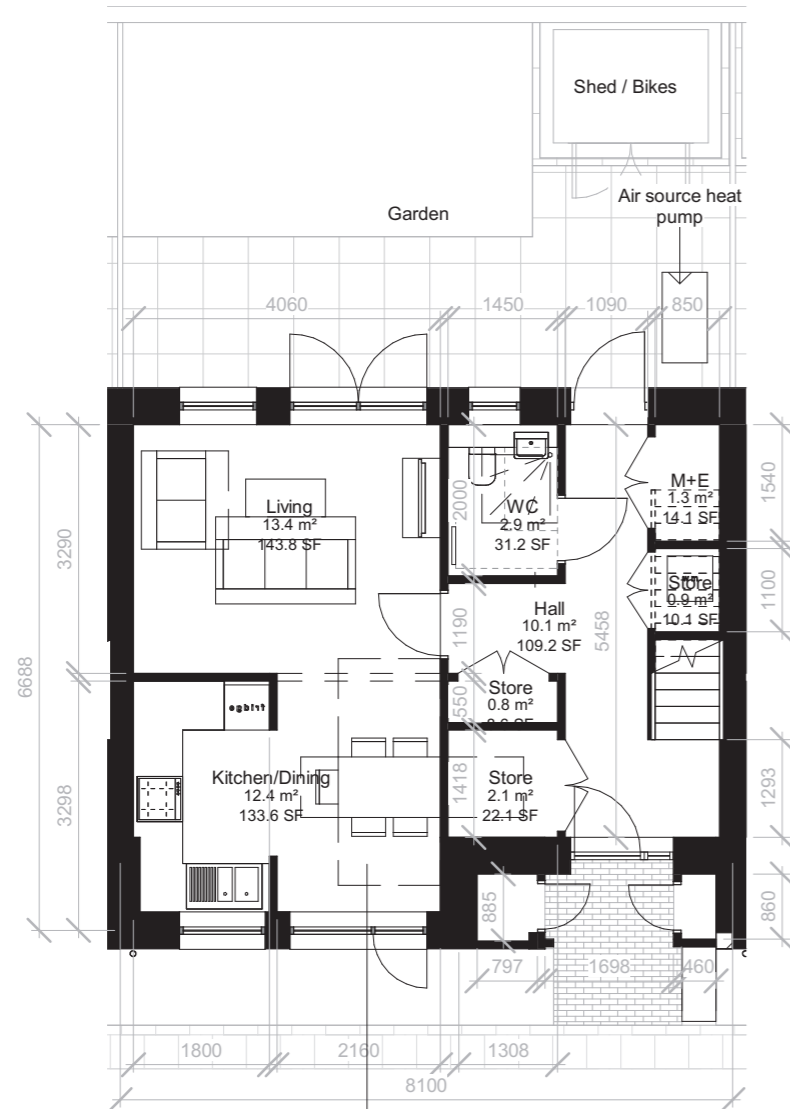 Shed / Bikes
Air source heat
pump
Garden
4060
1450
1090
850
Living
13.4 m²
143.8 SF
2000
WC
2.9 m²
31.2 SF
M+E
1.3 m²
14.1 SF
1540
3290
Store
0.9 m²
10.1 SF
1100
Hall
10.1 m²
109.2 SF
5458
1190
6688
Store
0.8 m²
550
Fridge
Kitchen/Dining
12.4 m²
133.6 SF
Store
2.1 m²
22.1 SF
1418
1293
3298
885
860
797
1698
460
1800
2160
1308
8100